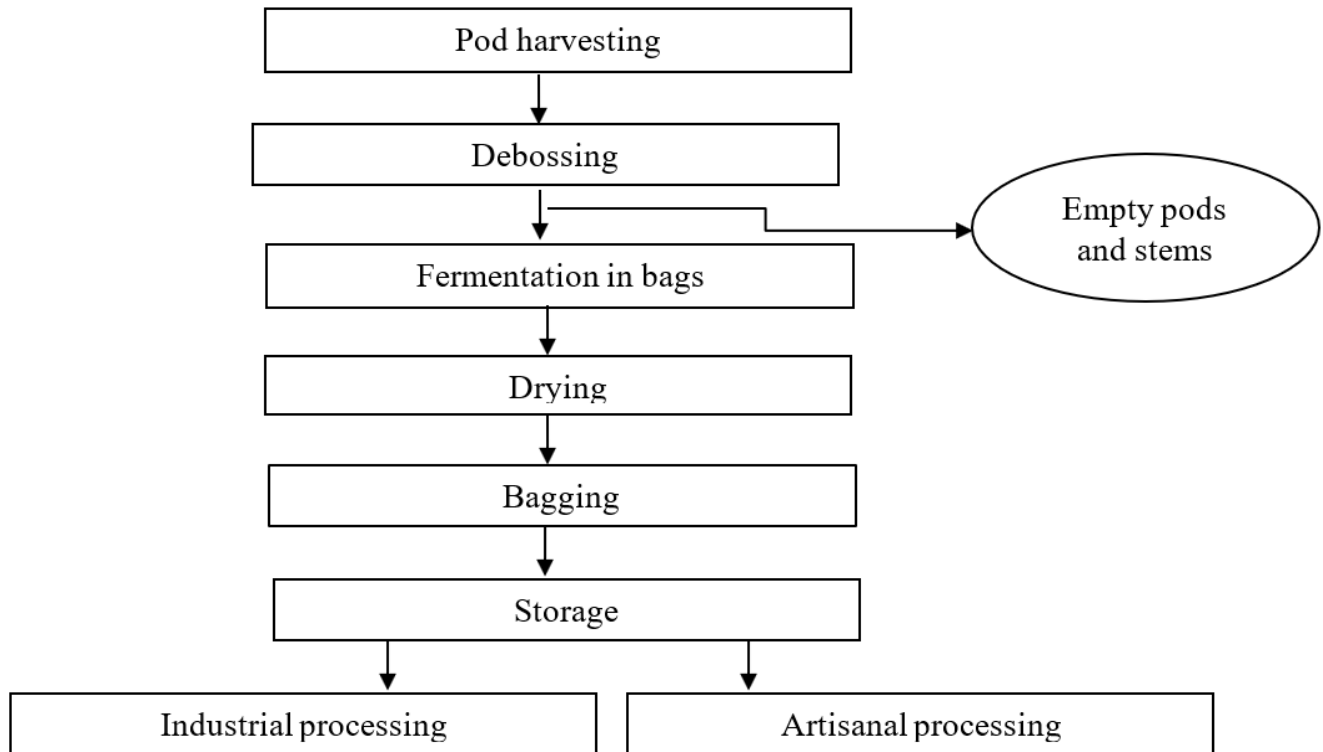 Pod harvesting
Debossing
Empty pods
and stems
Fermentation in bags
Drying
Bagging
Storage
Industrial processing
Artisanal processing